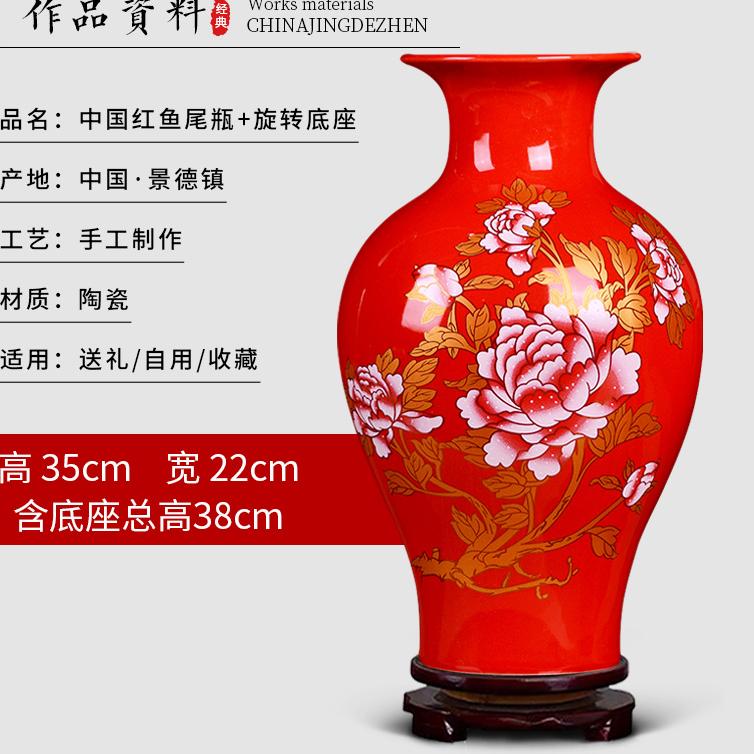 作品資料 经典
Works materials
CHINAJINGDEZHEN
品名：中国红鱼尾瓶+旋转底座
产地：中国·景德镇
工艺：手工制作
材质：陶瓷
适用：送礼/自用/收藏
高 35cm 宽 22cm
含底座总高38cm